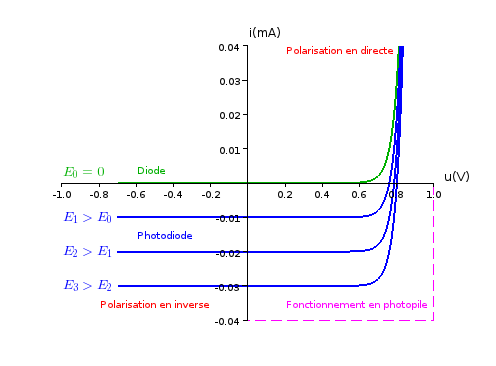 i(mA)
0.04
Polarisation en directe
0.03
0.02
0.01
E₀ = 0
Diode
u(V)
-1.0 -0.8 -0.6 -0.4 -0.2 0.2 0.4 0.6 0.8 1.0
E₁ > E₀
-0.01
Photodiode
E₂ > E₁
-0.02
E₃ > E₂
-0.03
Polarisation en inverse
Fonctionnement en photopile
-0.04